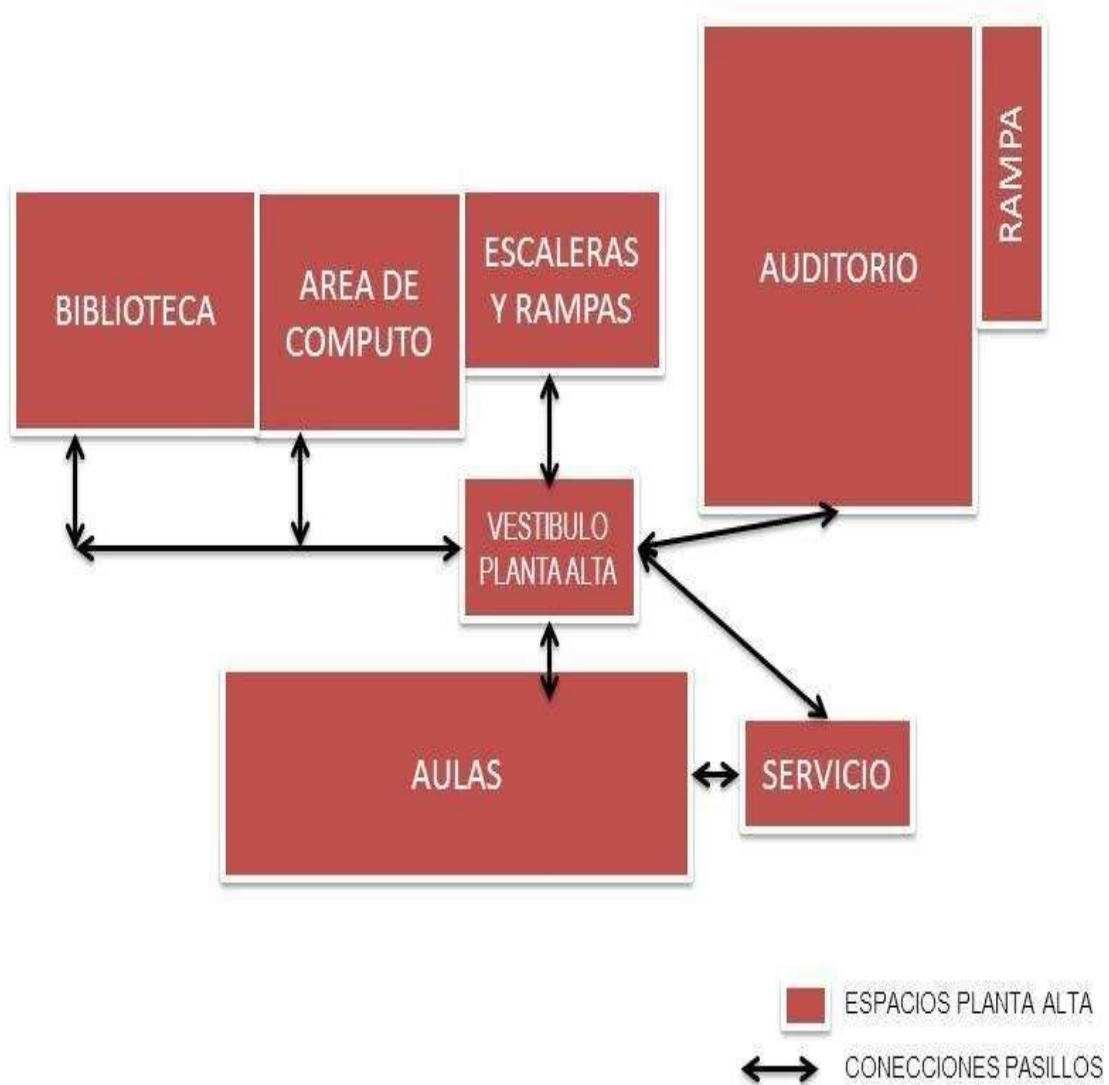 RAMPA
AUDITORIO
BIBLIOTECA
AREA DE
COMPUTO
ESCALERAS
Y RAMPAS
VESTIBULO
PLANTA ALTA
AULAS
SERVICIO
ESPACIOS PLANTA ALTA
CONECCIONES PASILLOS